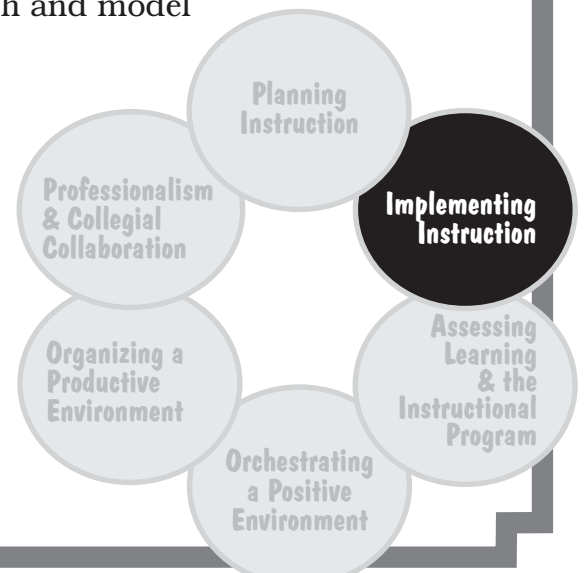 h and model
Planning
Instruction
Implementing
Instruction
Assessing
Learning
& the
Instructional
Program
Orchestrating
a Positive
Environment
Organizing a
Productive
Environment
Professionalism
& Collegial
Collaboration